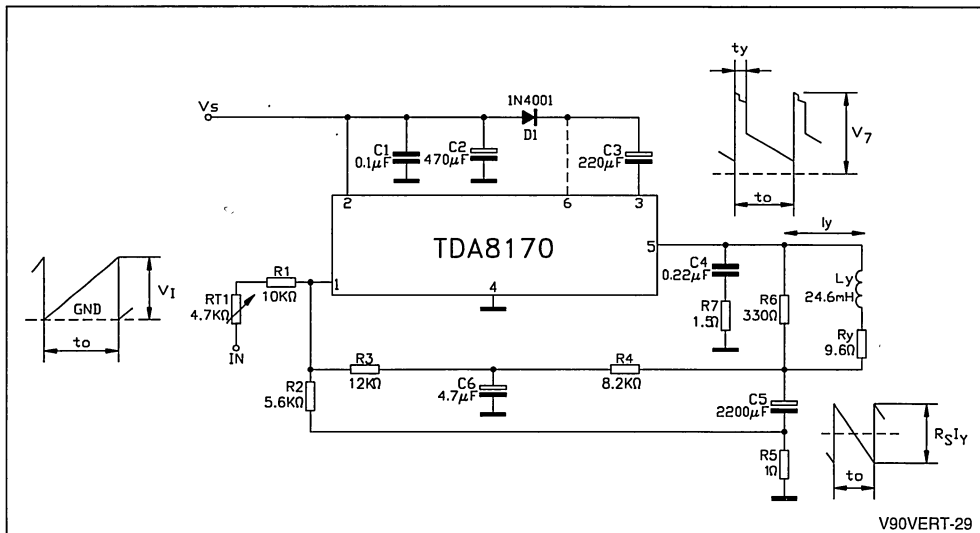 ty
Vs
1N4001
D1
C1
0.1µF
C2
470µF
C3
220µF
V7
to
2
6
3
Iy
TDA8170
5
C4
0.22µF
Ly
24.6mH
R1
10KΩ
1
4
VI
GND
RT1
4.7KΩ
R7
1.5Ω
R6
330Ω
Ry
9.6Ω
to
IN
R3
12KΩ
R4
8.2KΩ
R2
5.6KΩ
C6
4.7µF
C5
2200µF
RSIY
R5
1Ω
to
V90VERT-29